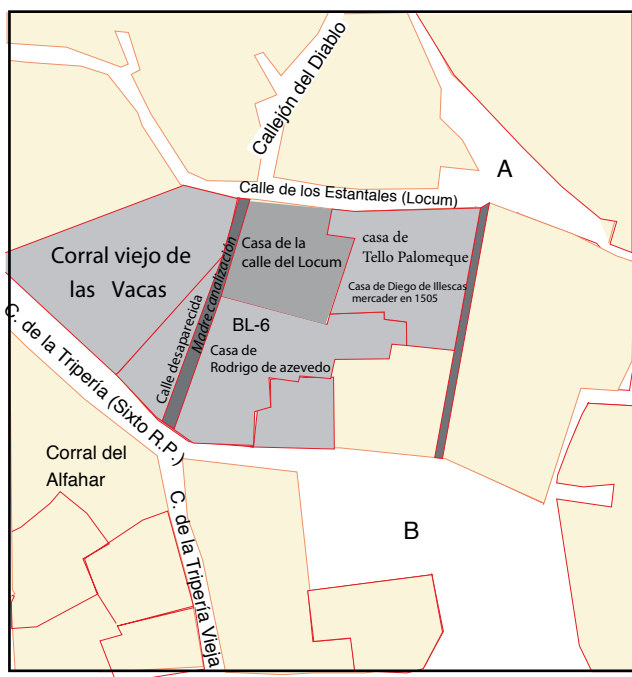 Callejón del Diablo
A
Calle de los Estantales (Locum)
Corral viejo de
las Vacas
Calle desaparecida
Madre canalización
Casa de la
calle del Locum
casa de
Tello Palomeque
Casa de Diego de Illescas
mercader en 1505
BL-6
Casa de
Rodrigo de azevedo
C. de la Tripería (Sixto R.P.)
Corral del
Alfahar
C. de la Tripería Vieja
B